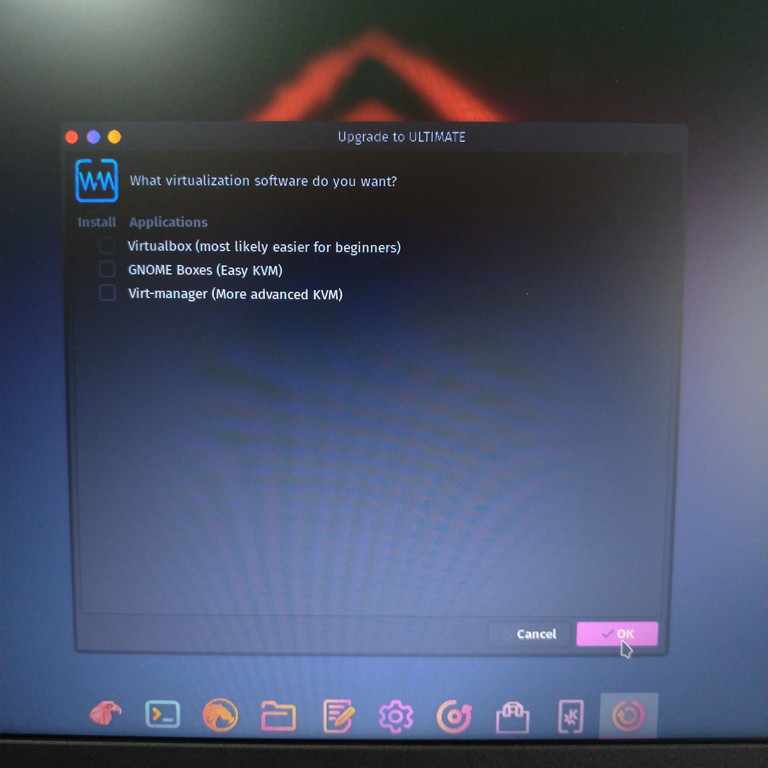 Upgrade to ULTIMATE
What virtualization software do you want?
Install Applications
Virtualbox (most likely easier for beginners)
GNOME Boxes (Easy KVM)
Virt-manager (More advanced KVM)
Cancel OK